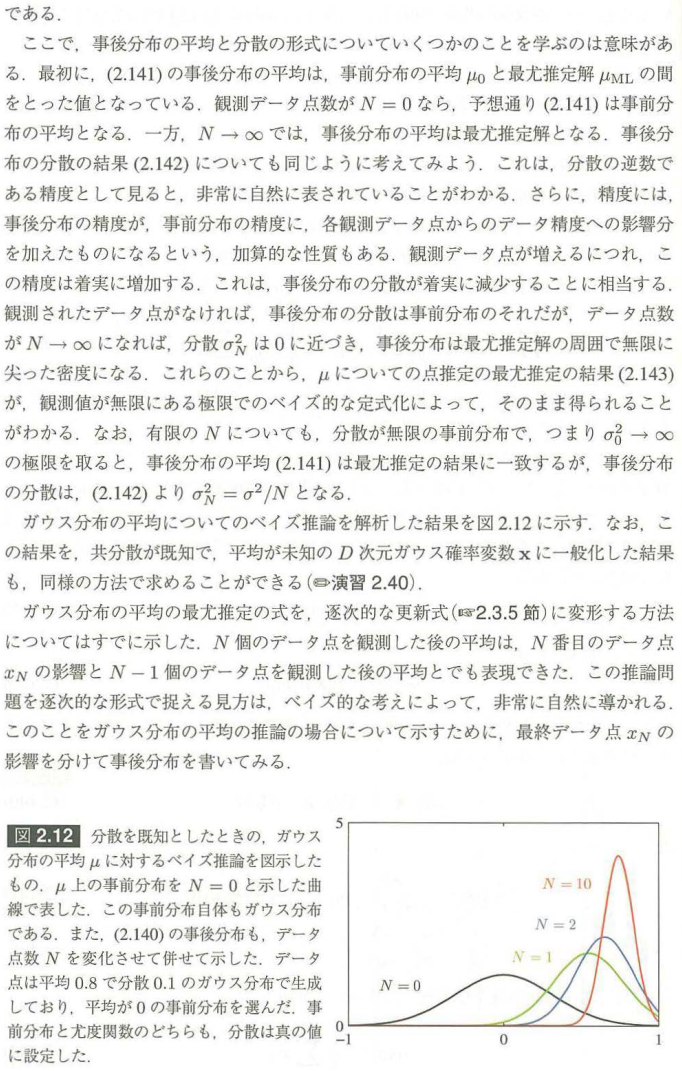 である．
ここで，事後分布の平均と分散の形式についていくつかのことを学ぶのは意味があ
る．最初に，(2.141) の事後分布の平均は，事前分布の平均 μ0 と最尤推定解 μML の間
をとった値となっている．観測データ点数が N = 0 なら，予想通り (2.141) は事前分
布の平均となる．一方，N → ∞ では，事後分布の平均は最尤推定解となる．事後分
布の分散の結果 (2.142) についても同じように考えてみよう．これは，分散の逆数で
ある精度として見ると，非常に自然に表されていることがわかる．さらに，精度には，
事後分布の精度が，事前分布の精度に，各観測データ点からのデータ精度への影響分
を加えたものになるという，加算的な性質もある．観測データ点が増えるにつれ，こ
の精度は着実に増加する．これは，事後分布の分散が着実に減少することに相当する．
観測されたデータ点がなければ，事後分布の分散は事前分布のそれだが，データ点数
が N → ∞ になれば，分散 σ²N は 0 に近づき，事後分布は最尤推定解の周囲で無限に
尖った密度になる．これらのことから，μ についての点推定の最尤推定の結果 (2.143)
が，観測値が無限にある極限でのベイズ的な定式化によって，そのまま得られること
がわかる．なお，有限の N についても，分散が無限の事前分布で，つまり σ²0 → ∞
の極限を取ると，事後分布の平均 (2.141) は最尤推定の結果に一致するが，事後分布
の分散は，(2.142) より σ²N = σ²/N となる．
ガウス分布の平均についてのベイズ推論を解析した結果を図 2.12 に示す．なお，こ
の結果を，共分散が既知で，平均が未知の D 次元ガウス確率変数 x に一般化した結果
も，同様の方法で求めることができる(✏演習 2.40)．
ガウス分布の平均の最尤推定の式を，逐次的な更新式(☞2.3.5 節)に変形する方法
についてはすでに示した．N 個のデータ点を観測した後の平均は，N 番目のデータ点
xN の影響と N − 1 個のデータ点を観測した後の平均とでも表現できた．この推論問
題を逐次的な形式で捉える見方は，ベイズ的な考えによって，非常に自然に導かれる．
このことをガウス分布の平均の推論の場合について示すために，最終データ点 xN の
影響を分けて事後分布を書いてみる．
図 2.12 分散を既知としたときの，ガウス
分布の平均 μ に対するベイズ推論を図示した
もの．μ 上の事前分布を N = 0 と示した曲
線で表した．この事前分布自体もガウス分布
である．また，(2.140) の事後分布も，データ
点数 N を変化させて併せて示した．データ
点は平均 0.8 で分散 0.1 のガウス分布で生成
しており，平均が 0 の事前分布を選んだ．事
前分布と尤度関数のどちらも，分散は真の値
に設定した．
5
N = 10
N = 2
N = 1
N = 0
0
−1
0
1